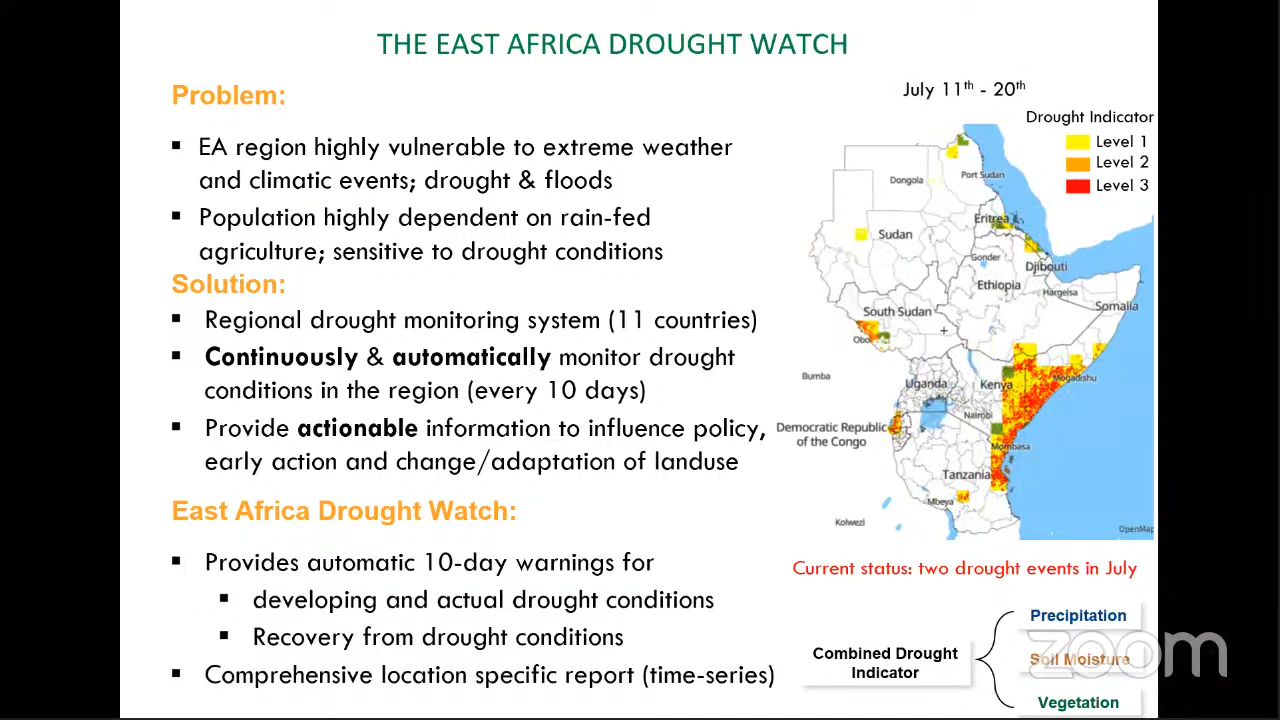 THE EAST AFRICA DROUGHT WATCH
Problem:
▪ EA region highly vulnerable to extreme weather
and climatic events; drought & floods
▪ Population highly dependent on rain-fed
agriculture; sensitive to drought conditions
Solution:
▪ Regional drought monitoring system (11 countries)
▪ Continuously & automatically monitor drought
conditions in the region (every 10 days)
▪ Provide actionable information to influence policy,
early action and change/adaptation of landuse
East Africa Drought Watch:
▪ Provides automatic 10-day warnings for
▪ developing and actual drought conditions
▪ Recovery from drought conditions
▪ Comprehensive location specific report (time-series)
July 11th - 20th
Drought Indicator
Level 1
Level 2
Level 3
Dongola
Port Sudan
Eritrea
Sudan
Gonder
Djibouti
Ethiopia
Hargeisa
Somalia
South Sudan
Obo
Bumba
Uganda
Kenya
Mogadishu
Nairobi
Democratic Republic
of the Congo
Mombasa
Tanzania
Mbeya
Kolwezi
OpenMap
Current status: two drought events in July
Combined Drought
Indicator
Precipitation
Soil Moisture
Vegetation
zoom